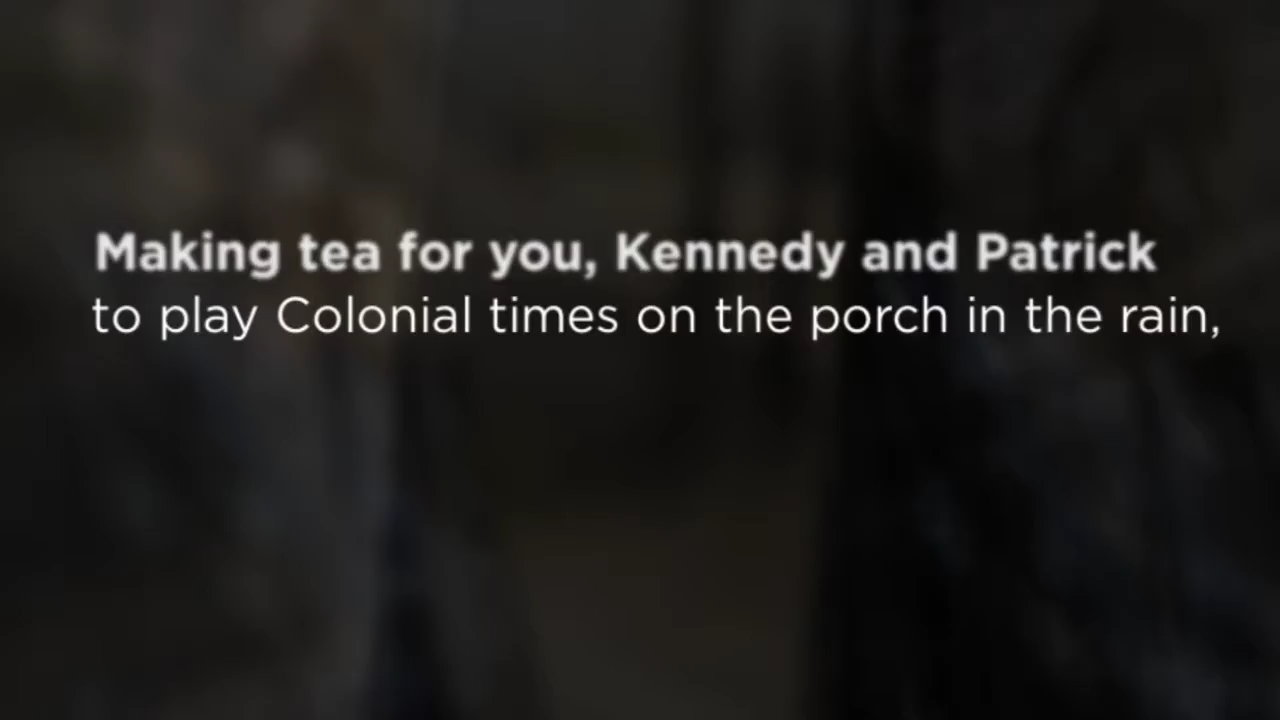 Making tea for you, Kennedy and Patrick
to play Colonial times on the porch in the rain,